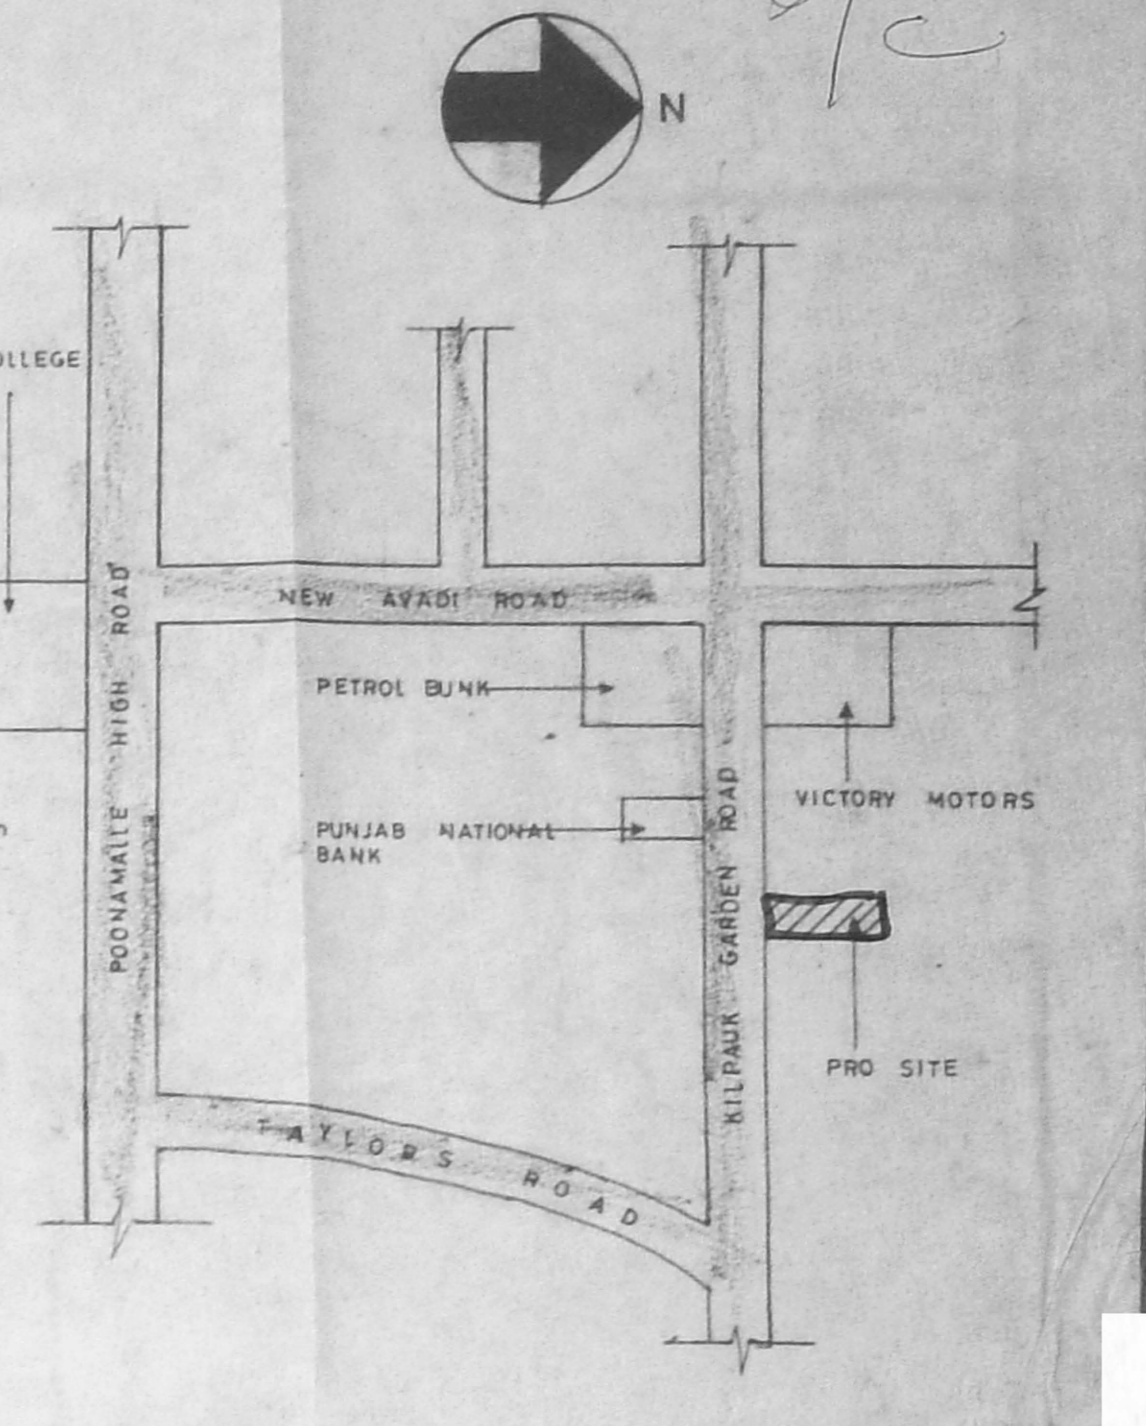 N
NEW AVADI ROAD
PETROL BUNK
POONAMALLE HIGH ROAD
VICTORY MOTORS
PUNJAB NATIONAL
BANK
KILPAUK GARDEN ROAD
PRO SITE
TAYLORS ROAD